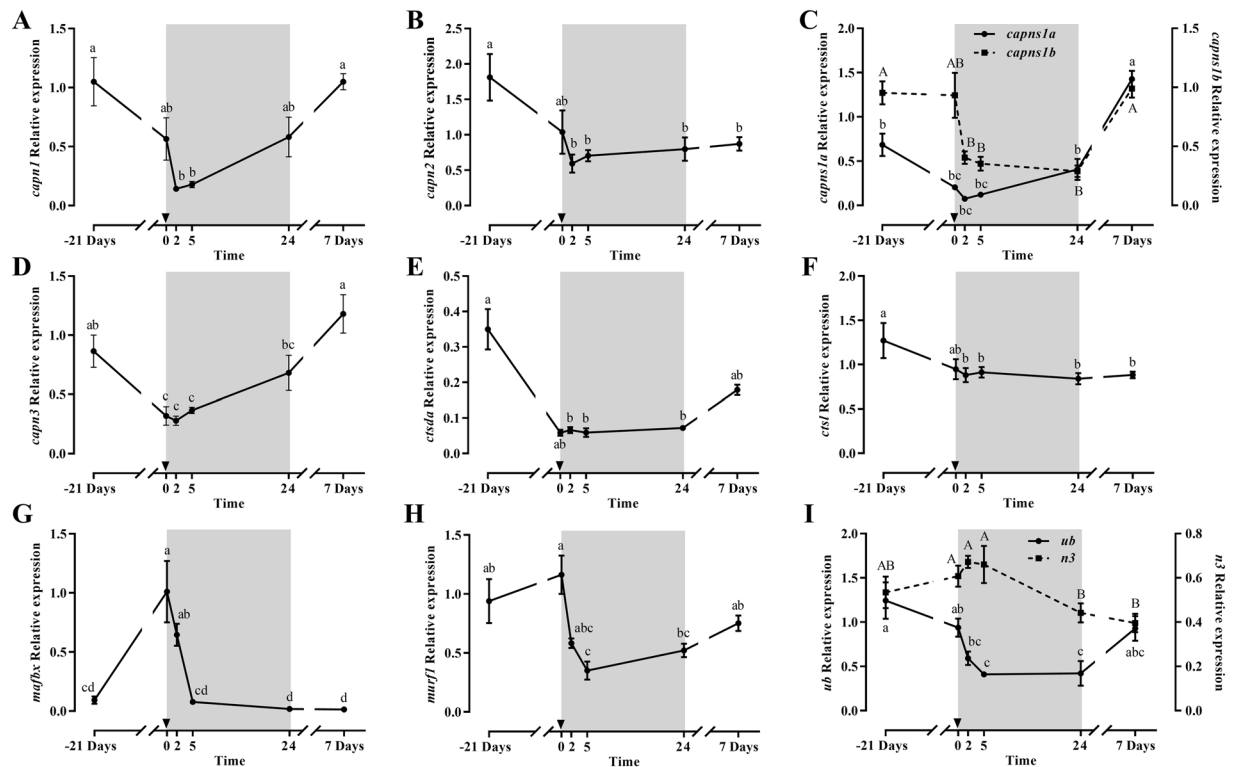 A
capn1 Relative expression
1.5
1.0
0.5
0.0
a
ab
b
b
ab
a
-21 Days
0
2
5
24
7 Days
Time
B
capn2 Relative expression
2.5
2.0
1.5
1.0
0.5
0.0
a
ab
b
b
b
b
-21 Days
0
2
5
24
7 Days
Time
C
capns1a Relative expression
2.0
1.5
1.0
0.5
0.0
capns1a
capns1b
A
AB
B
B
B
A
b
bc
bc
bc
b
a
1.5
1.0
0.5
0.0
capns1b Relative expression
-21 Days
0
2
5
24
7 Days
Time
D
capn3 Relative expression
1.5
1.0
0.5
0.0
ab
c
c
c
bc
a
-21 Days
0
2
5
24
7 Days
Time
E
ctsda Relative expression
0.5
0.4
0.3
0.2
0.1
0.0
a
ab
b
b
b
ab
-21 Days
0
2
5
24
7 Days
Time
F
ctsl Relative expression
2.0
1.5
1.0
0.5
0.0
a
ab
b
b
b
b
-21 Days
0
2
5
24
7 Days
Time
G
mafbx Relative expression
1.5
1.0
0.5
0.0
cd
a
ab
cd
d
d
-21 Days
0
2
5
24
7 Days
Time
H
murf1 Relative expression
1.5
1.0
0.5
0.0
ab
a
abc
c
bc
ab
-21 Days
0
2
5
24
7 Days
Time
I
ub Relative expression
2.0
1.5
1.0
0.5
0.0
ub
n3
AB
A
A
A
B
B
a
ab
bc
c
c
abc
0.8
0.6
0.4
0.2
0.0
n3 Relative expression
-21 Days
0
2
5
24
7 Days
Time